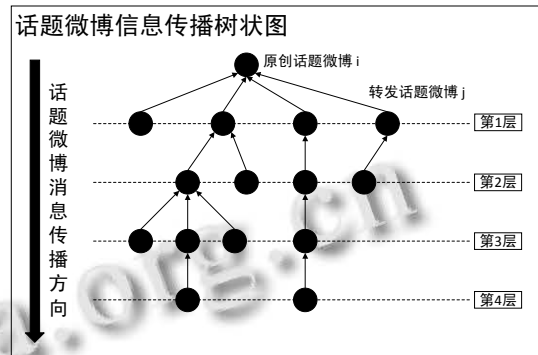 话题微博信息传播树状图
原创话题微博 i
转发话题微博 j
话题微博消息传播方向
第1层
第2层
第3层
第4层
a.org.cn